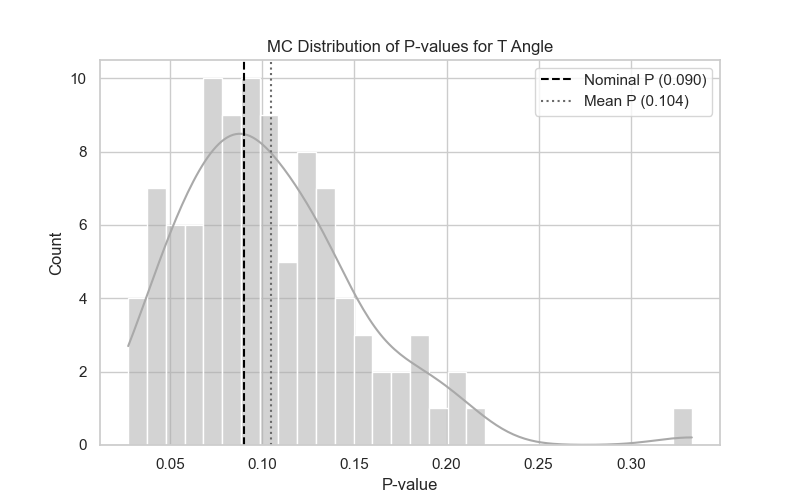 MC Distribution of P-values for T Angle
Nominal P (0.090)
Mean P (0.104)
10
8
6
4
2
0
Count
0.05 0.10 0.15 0.20 0.25 0.30
P-value